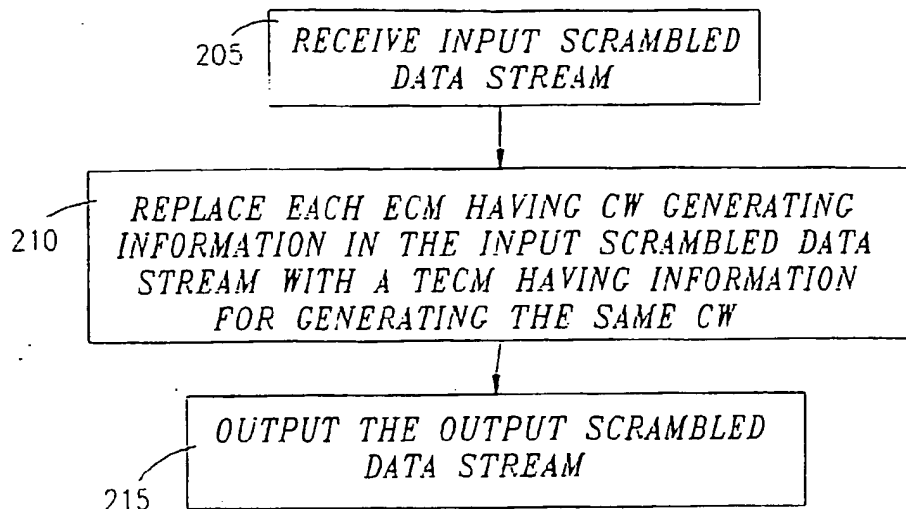 205
RECEIVE INPUT SCRAMBLED
DATA STREAM
210
REPLACE EACH ECM HAVING CW GENERATING
INFORMATION IN THE INPUT SCRAMBLED DATA
STREAM WITH A TECM HAVING INFORMATION
FOR GENERATING THE SAME CW
OUTPUT THE OUTPUT SCRAMBLED
DATA STREAM
215